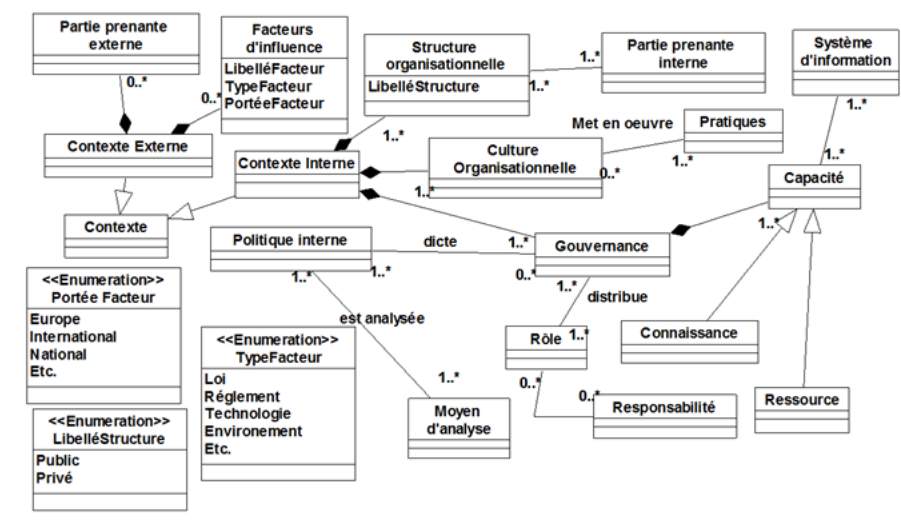 Partie prenante
externe
0..*
Facteurs
d'influence
LibelléFacteur
TypeFacteur
PortéeFacteur
0..*
Structure
organisationnelle
LibelléStructure
1..*
1..*
1..*
Partie prenante
interne
Système
d'information
1..*
1..*
Contexte Externe
Contexte Interne
Culture
Organisationnelle
1..*
Met en oeuvre
0..*
1..*
Pratiques
Capacité
1..*
Contexte
Politique interne
1..*
1..*
dicte
1..*
0..*
Gouvernance
1..*
distribue
<<Enumeration>>
Portée Facteur
Europe
International
National
Etc.
<<Enumeration>>
TypeFacteur
Loi
Réglement
Technologie
Environement
Etc.
est analysée
1..*
Moyen
d'analyse
Rôle
1..*
0..*
0..*
Responsabilité
Connaissance
Ressource
<<Enumeration>>
LibelléStructure
Public
Privé